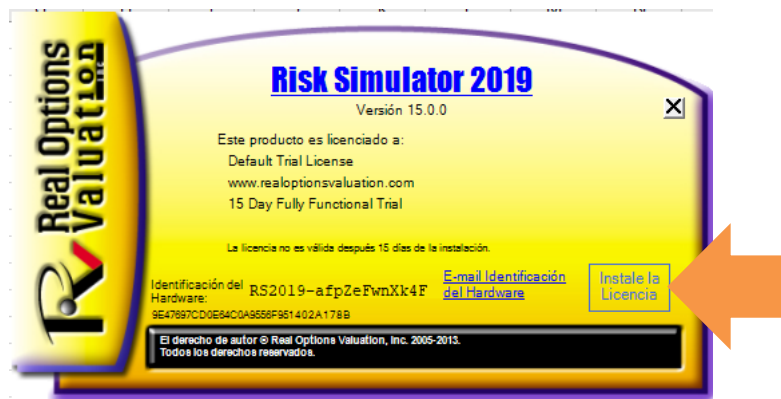 Real Options
Valuation
Risk Simulator 2019
Versión 15.0.0
Este producto es licenciado a:
Default Trial License
www.realoptionsvaluation.com
15 Day Fully Functional Trial
La licencia no es válida después 15 días de la instalación.
Identificación del
Hardware:
RS2019-afpZeFwnXk4F
E-mail Identificación
del Hardware
Instale la
Licencia
9E47697CD0E64C0A9556F951402A178B
El derecho de autor © Real Options Valuation, Inc. 2005-2013.
Todos los derechos reservados.